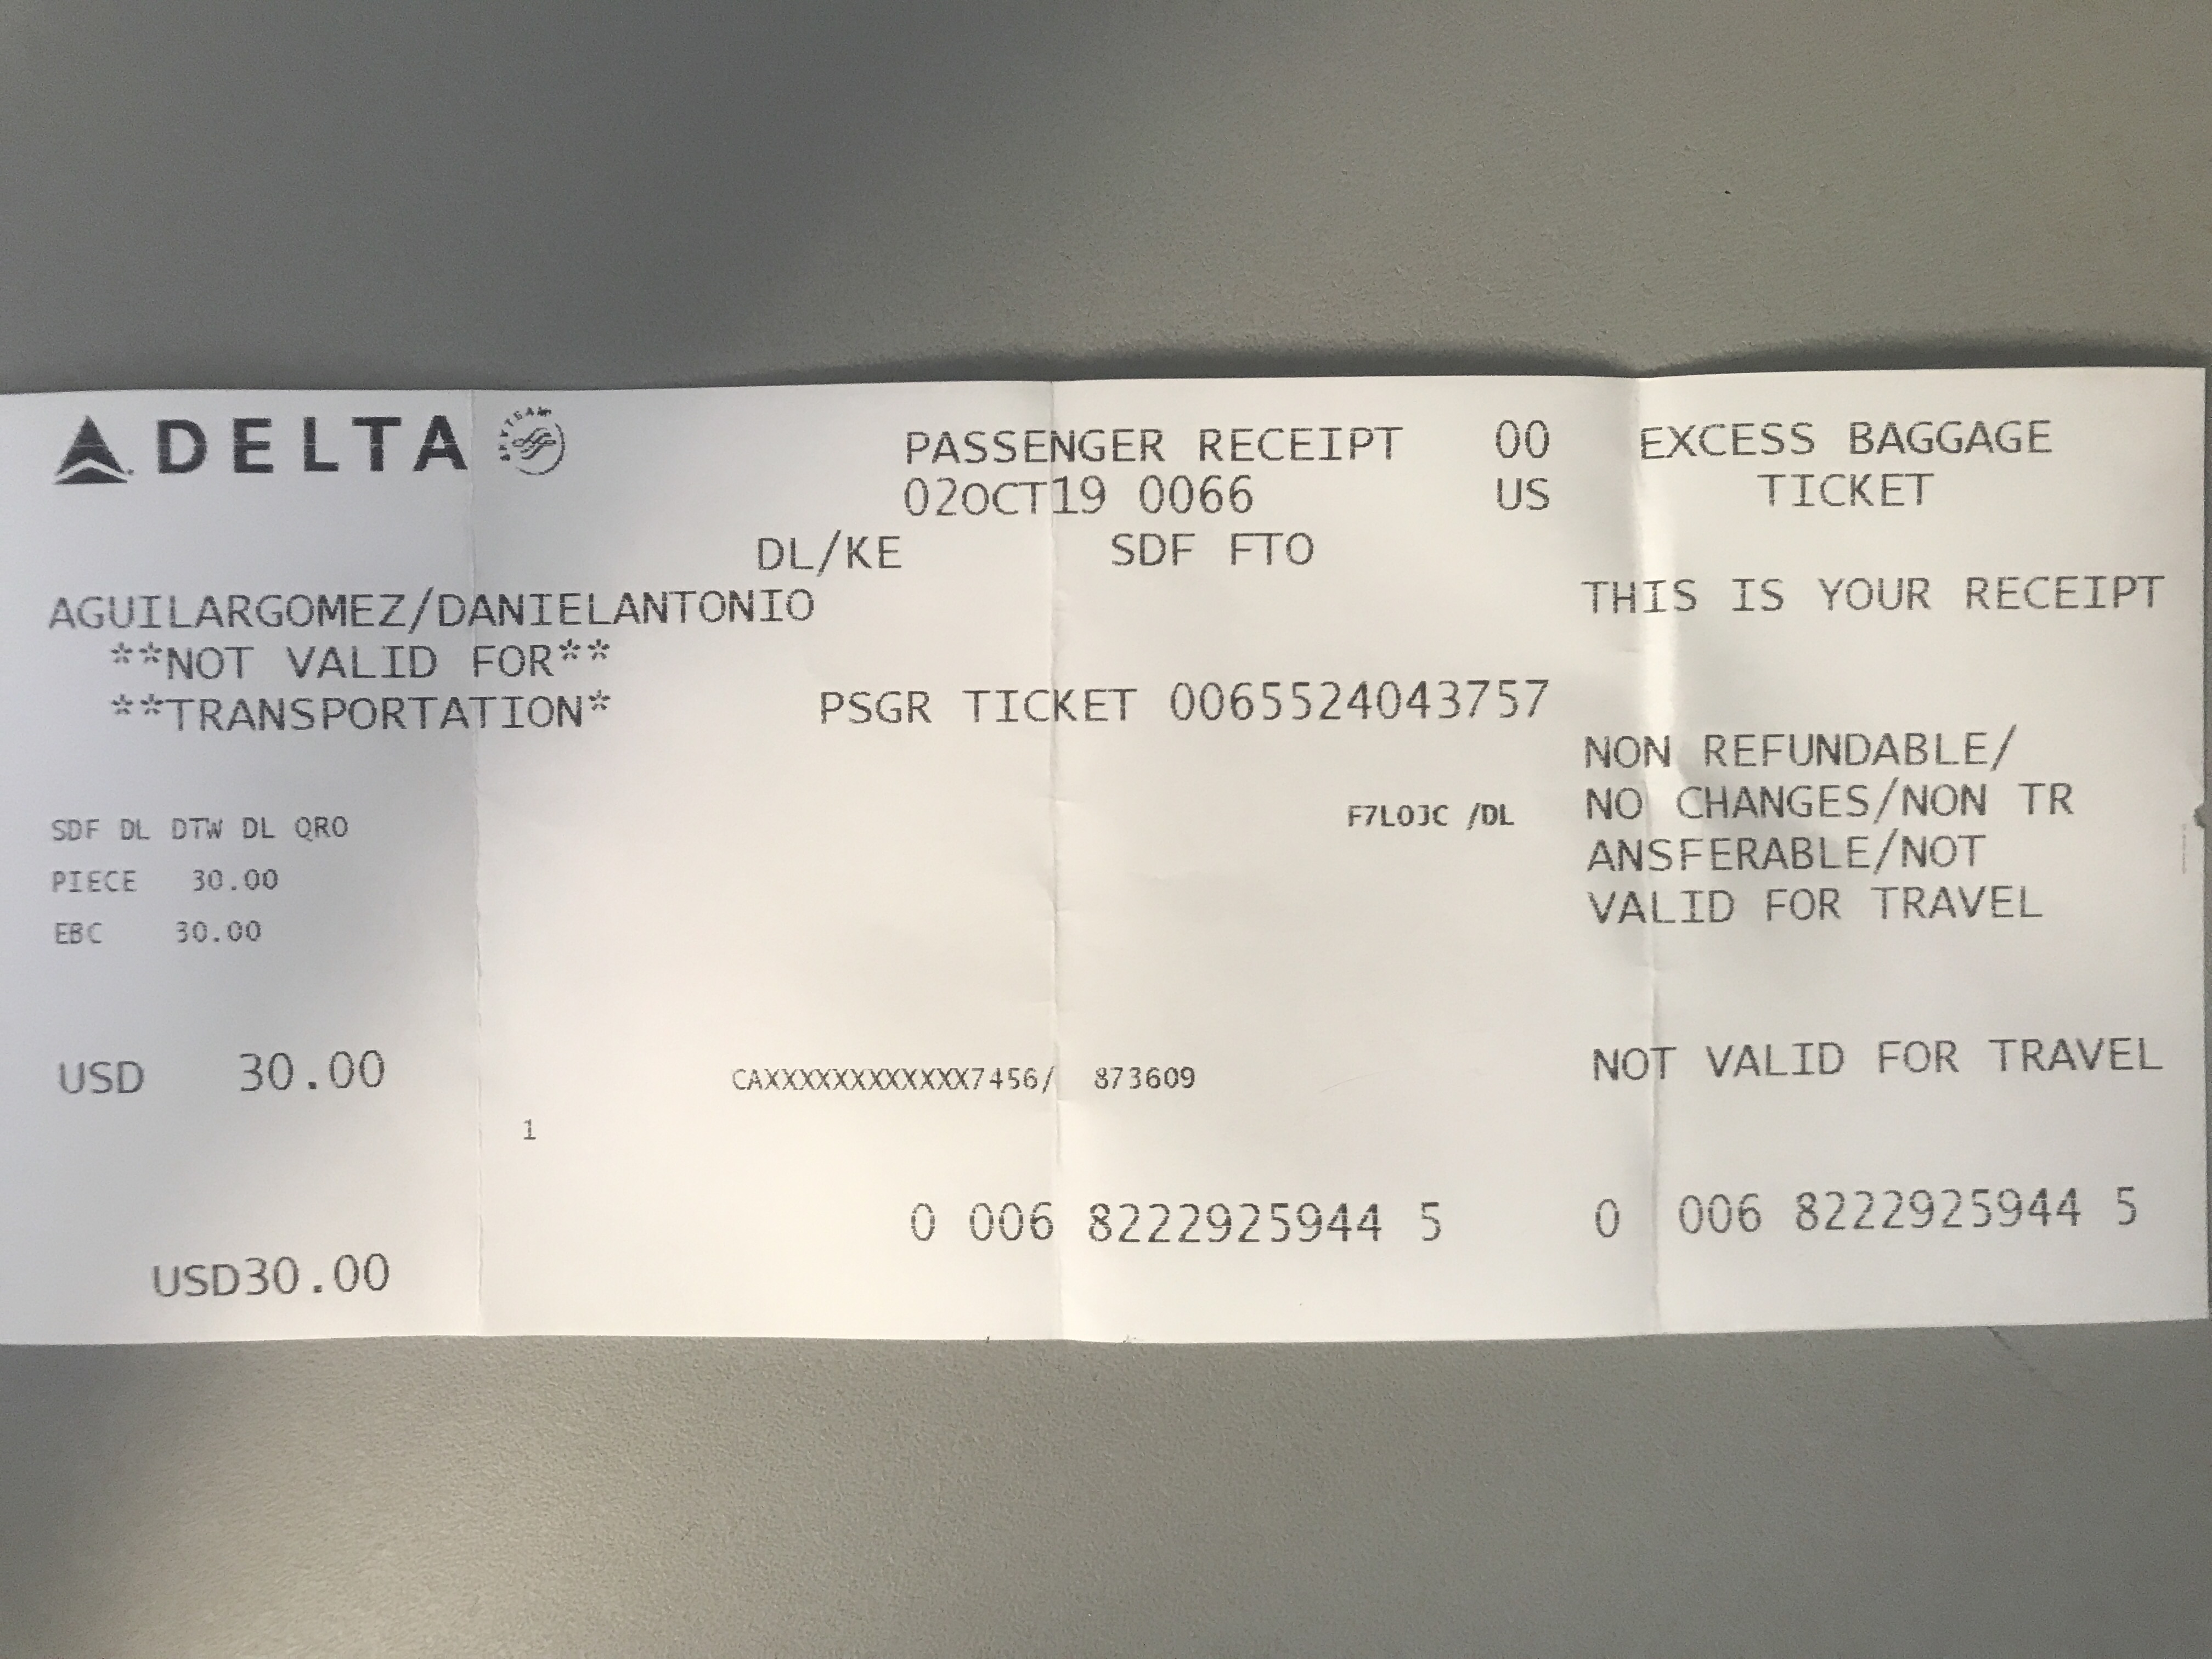 DELTA SKYTEAM PASSENGER RECEIPT 00 EXCESS BAGGAGE
02OCT19 0066 US TICKET
DL/KE SDF FTO
AGUILARGOMEZ/DANIELANTONIO THIS IS YOUR RECEIPT
**NOT VALID FOR**
**TRANSPORTATION* PSGR TICKET 0065524043757
NON REFUNDABLE/
SDF DL DTW DL QRO F7LOJC /DL NO CHANGES/NON TR
PIECE 30.00 ANSFERABLE/NOT
EBC 30.00 VALID FOR TRAVEL
USD 30.00 CAXXXXXXXXXXXX7456/ 873609 NOT VALID FOR TRAVEL
1
0 006 8222925944 5 0 006 8222925944 5
USD30.00